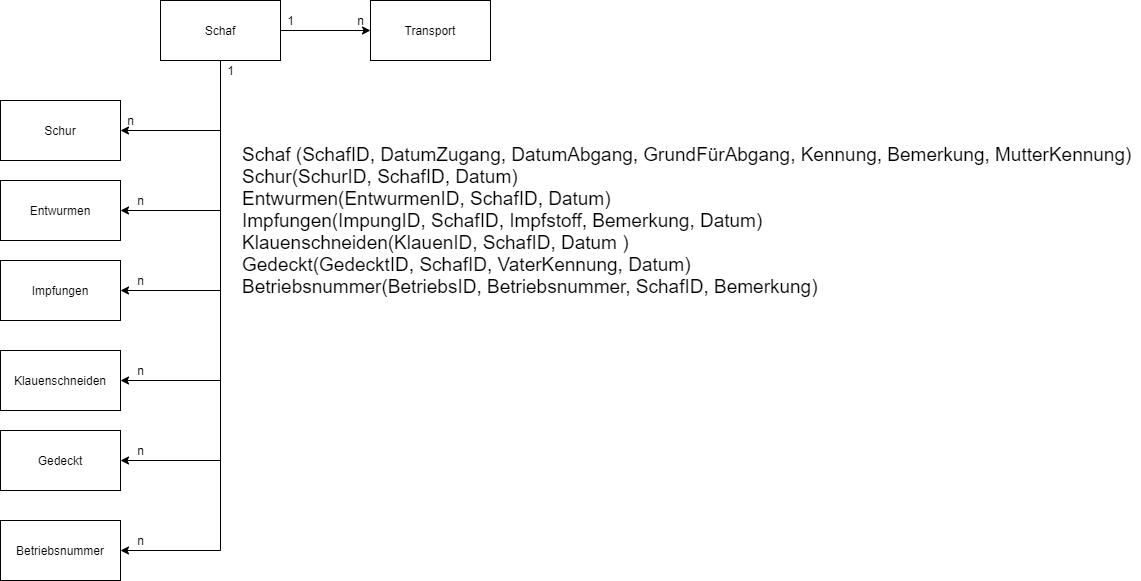 Schaf
1
n
Transport
1
n
Schur
Schaf (SchafID, DatumZugang, DatumAbgang, GrundFürAbgang, Kennung, Bemerkung, MutterKennung)
Schur(SchurID, SchafID, Datum)
Entwurmen(EntwurmenID, SchafID, Datum)
Impfungen(ImpungID, SchafID, Impfstoff, Bemerkung, Datum)
Klauenschneiden(KlauenID, SchafID, Datum )
Gedeckt(GedecktID, SchafID, VaterKennung, Datum)
Betriebsnummer(BetriebsID, Betriebsnummer, SchafID, Bemerkung)
n
Entwurmen
n
Impfungen
n
Klauenschneiden
n
Gedeckt
n
Betriebsnummer